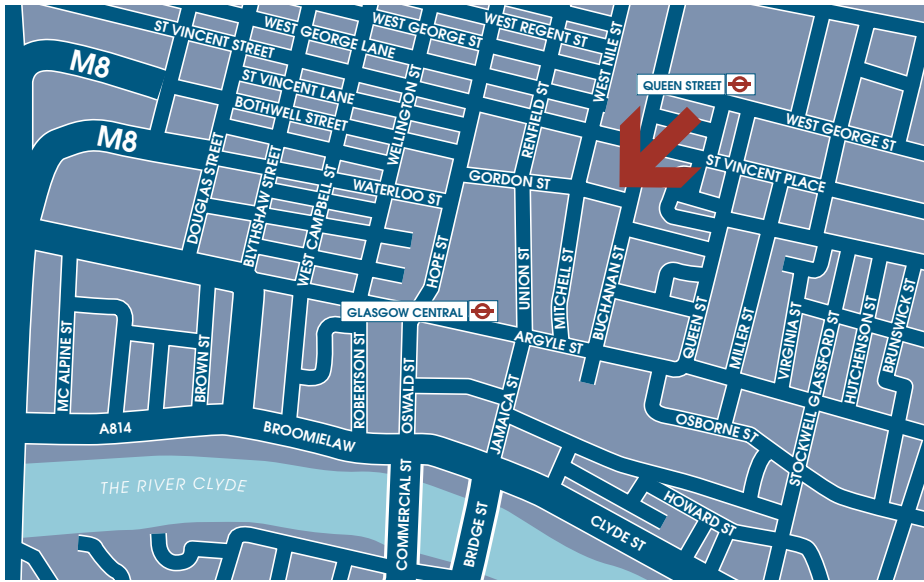 ST VINCENT STREET
WEST GEORGE LANE
WEST GEORGE ST
WEST REGENT ST
WEST NILE ST
M8
ST VINCENT LANE
BOTHWELL STREET
WELLINGTON ST
RENFIELD ST
QUEEN STREET
WEST GEORGE ST
M8
DOUGLAS STREET
BLYTHSWAW STREET
WEST CAMPBELL ST
WATERLOO ST
GORDON ST
ST VINCENT PLACE
HOPE ST
UNION ST
MITCHELL ST
BUCHANAN ST
GLASGOW CENTRAL
ARGYLE ST
QUEEN ST
MILLER ST
VIRGINIA ST
STOCKWELL GLASSFORD ST
HUTCHENSON ST
BRUNSWICK ST
MC ALPINE ST
BROWN ST
ROBERTSON ST
OSWALD ST
JAMAICA ST
OSBORNE ST
A814
BROOMIELAW
THE RIVER CLYDE
COMMERCIAL ST
BRIDGE ST
CLYDE ST
HOWARD ST